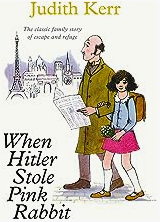 Judith Kerr
The classic family story
of escape and refuge
When
Hitler
Stole
Pink
Rabbit